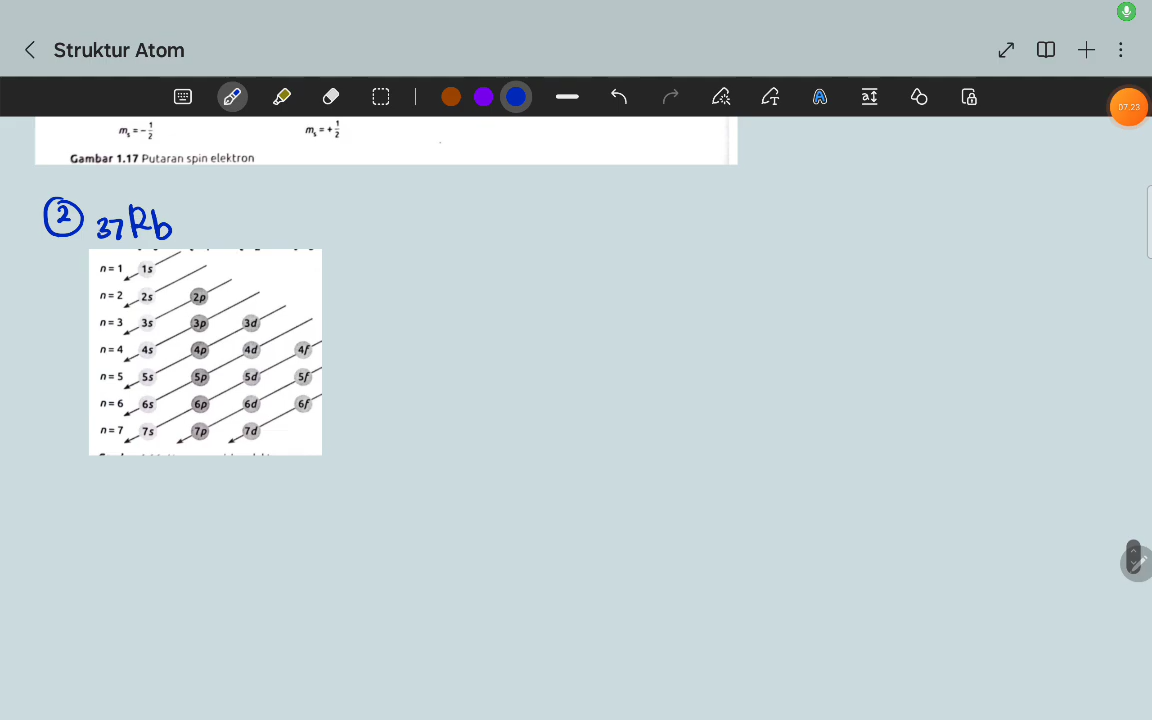 Struktur Atom
07:23
mₛ = -1/2 mₛ = +1/2
Gambar 1.17 Putaran spin elektron
② ₃₇Rb
n = 1 1s
n = 2 2s 2p
n = 3 3s 3p 3d
n = 4 4s 4p 4d 4f
n = 5 5s 5p 5d 5f
n = 6 6s 6p 6d 6f
n = 7 7s 7p 7d